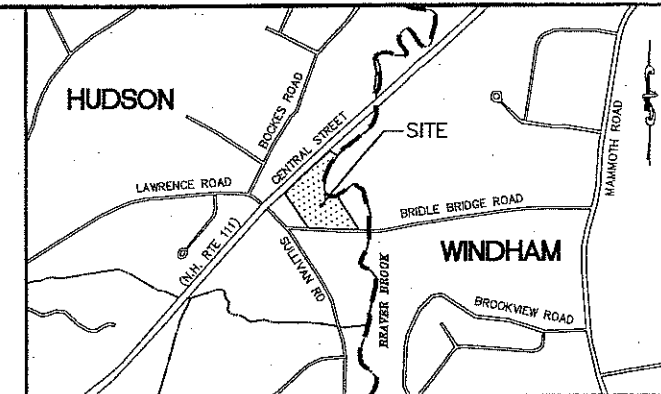 HUDSON
BOCKES ROAD
CENTRAL STREET
SITE
MAMMOTH ROAD
LAWRENCE ROAD
BRIDLE BRIDGE ROAD
(N.H. RTE 111)
SULLIVAN RD
WINDHAM
BEAVER BROOK
BROOKVIEW ROAD